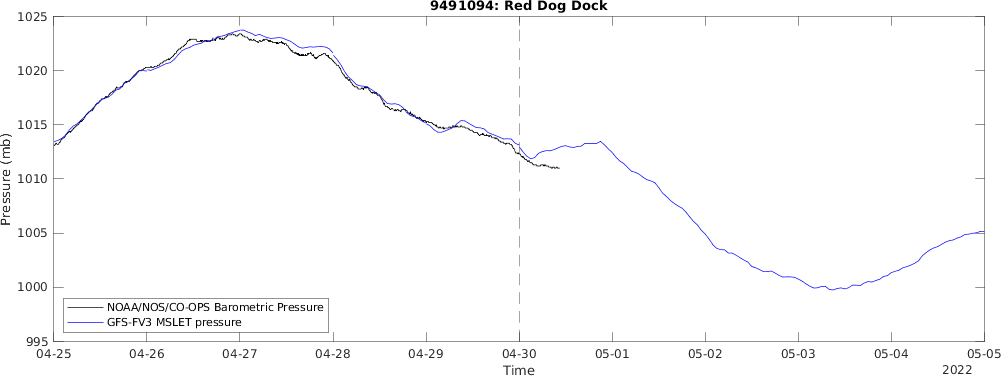 9491094: Red Dog Dock
Pressure (mb)
1025
1020
1015
1010
1005
1000
995
NOAA/NOS/CO-OPS Barometric Pressure
GFS-FV3 MSLET pressure
04-25 04-26 04-27 04-28 04-29 04-30 05-01 05-02 05-03 05-04 05-05
Time
2022